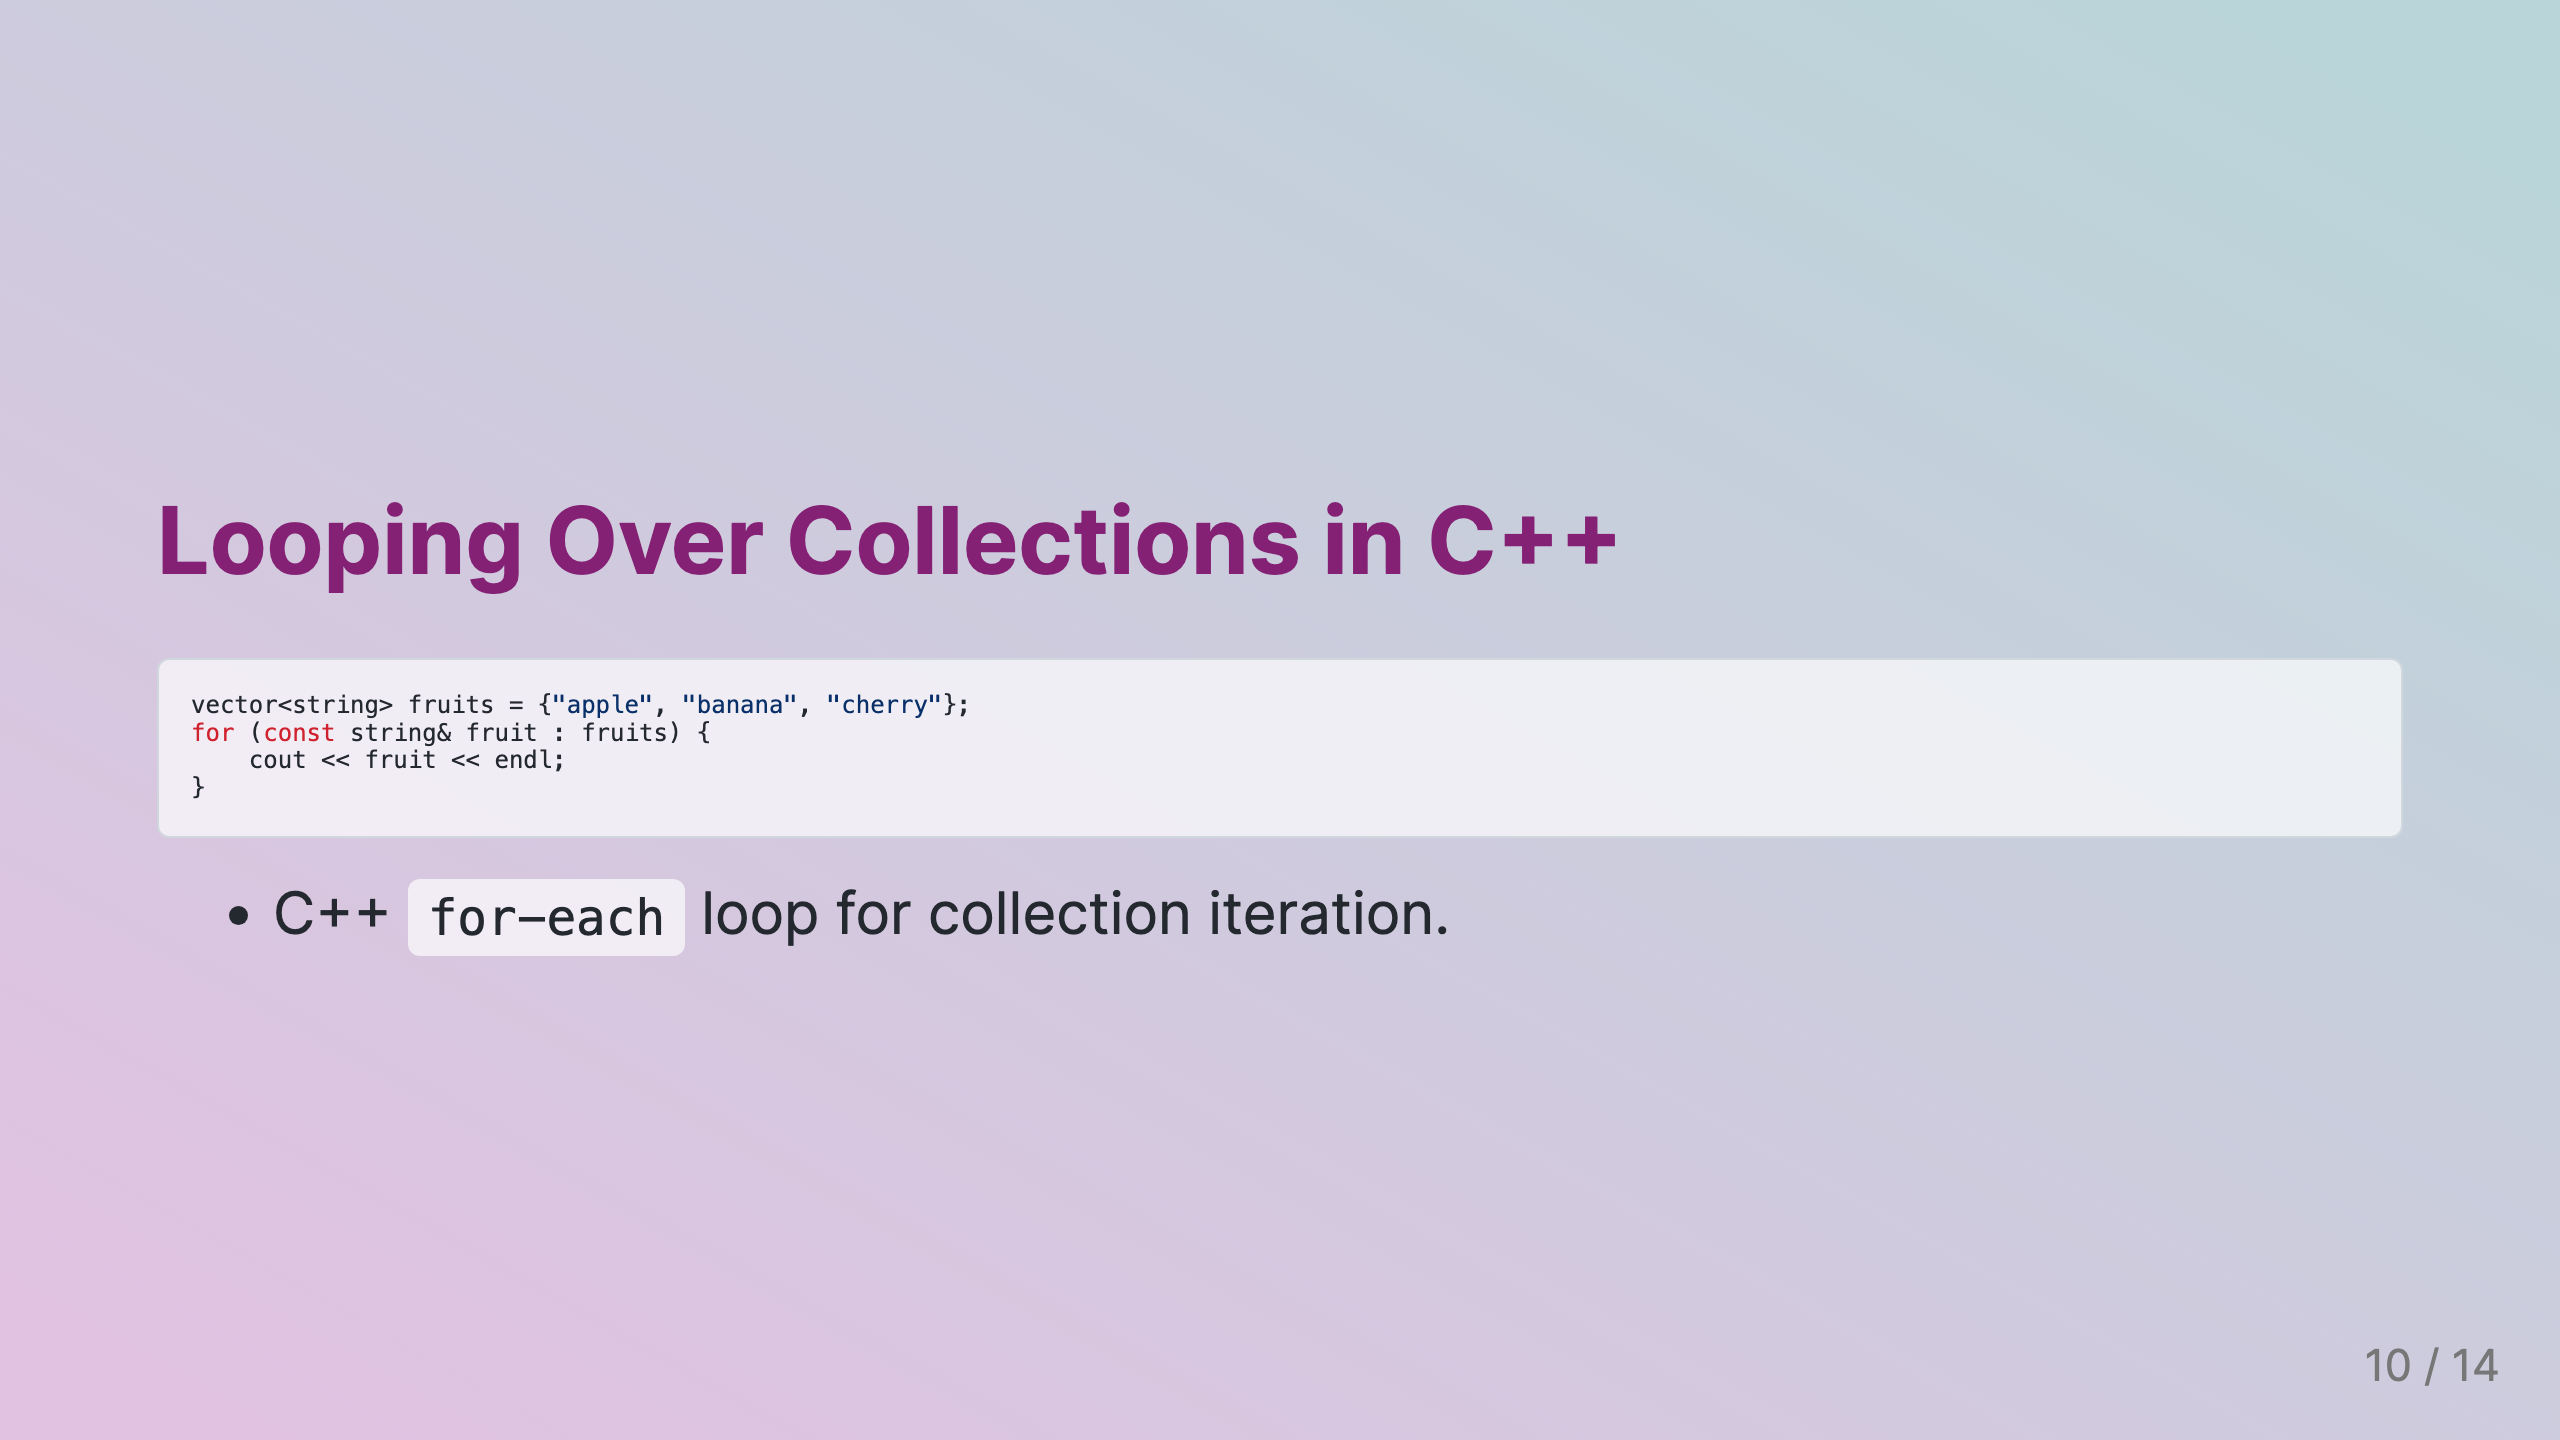 Looping Over Collections in C++
vector<string> fruits = {"apple", "banana", "cherry"};
for (const string& fruit : fruits) {
    cout << fruit << endl;
}
• C++ for-each loop for collection iteration.
10 / 14